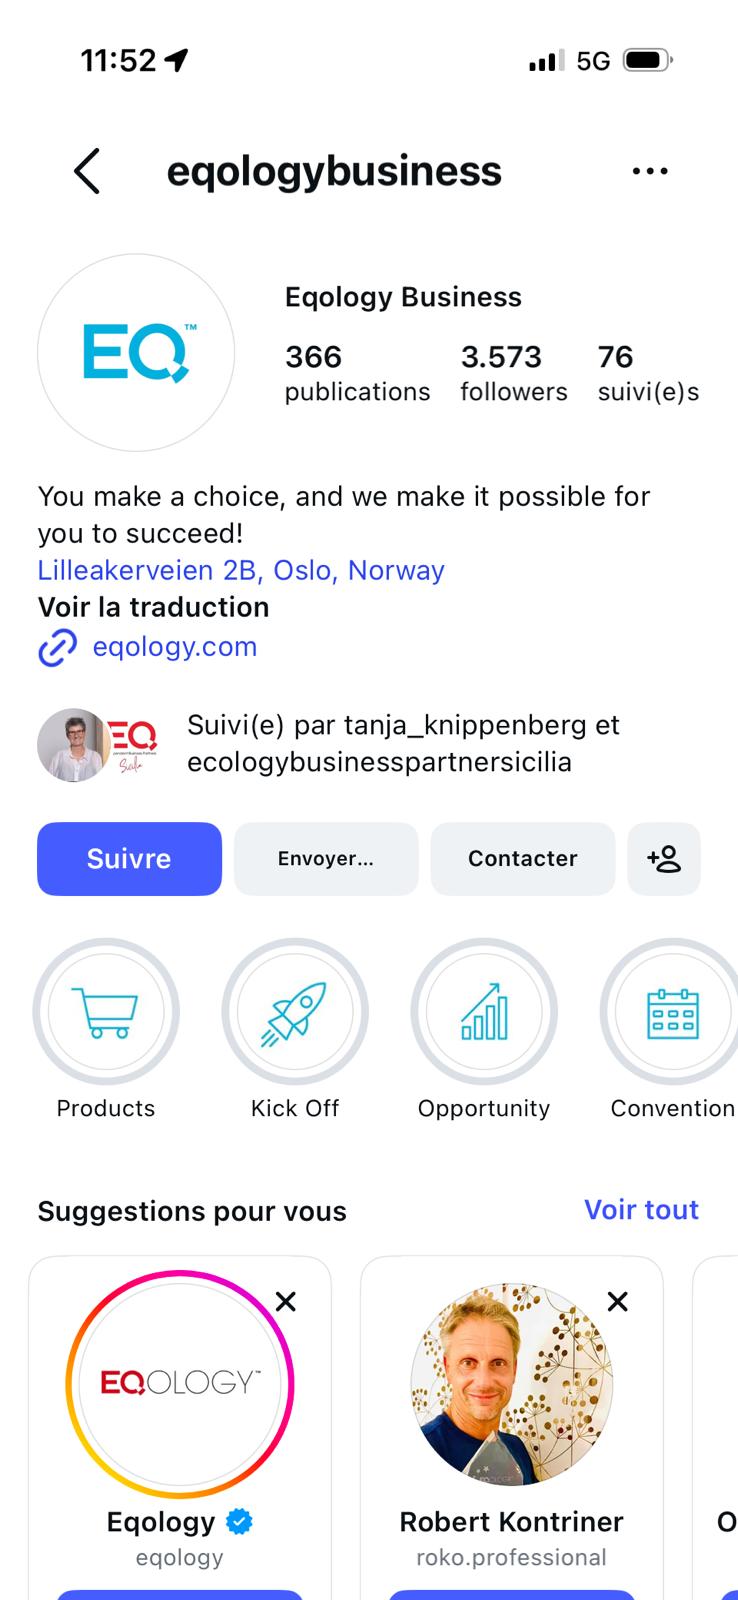 11:52
5G
eqologybusiness
EQ™
Eqology Business
366
3.573
76
publications
followers
suivi(e)s
You make a choice, and we make it possible for
you to succeed!
Lilleakerveien 2B, Oslo, Norway
Voir la traduction
eqology.com
EQ
Sicilia
Suivi(e) par tanja_knippenberg et
ecologybusinesspartnersicilia
Suivre
Envoyer...
Contacter
Products
Kick Off
Opportunity
Convention
Suggestions pour vous
Voir tout
EQOLOGY™
Eqology
Robert Kontriner
O
eqology
roko.professional